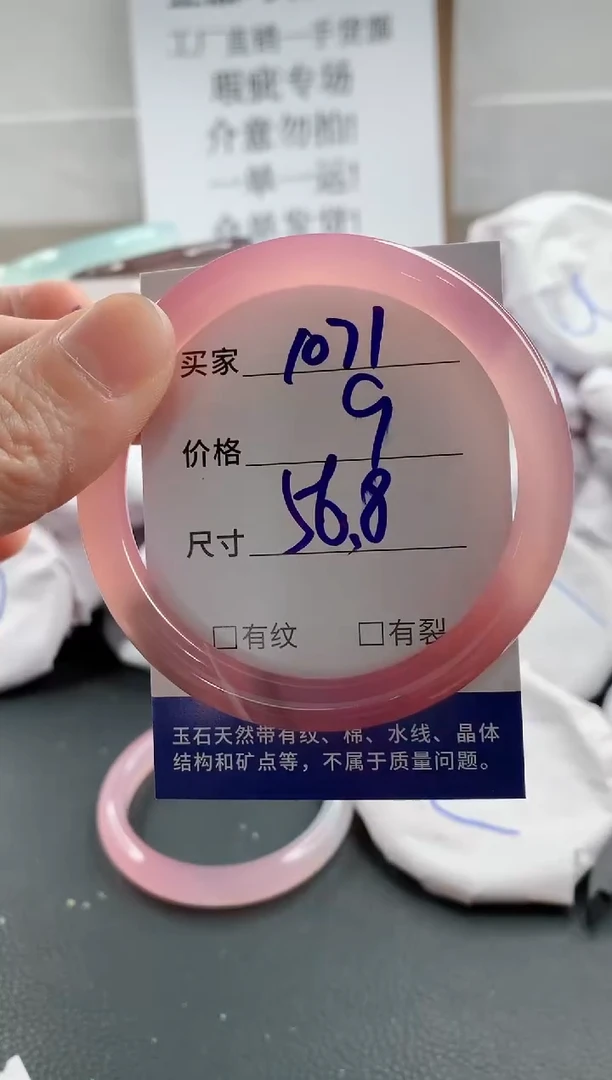 工厂直销一手货源
瑕疵专场
介意勿拍!
一单一运!
买家 1071
价格 9
尺寸 56.8
□有纹 □有裂
玉石天然带有纹、棉、水线、晶体
结构和矿点等，不属于质量问题。